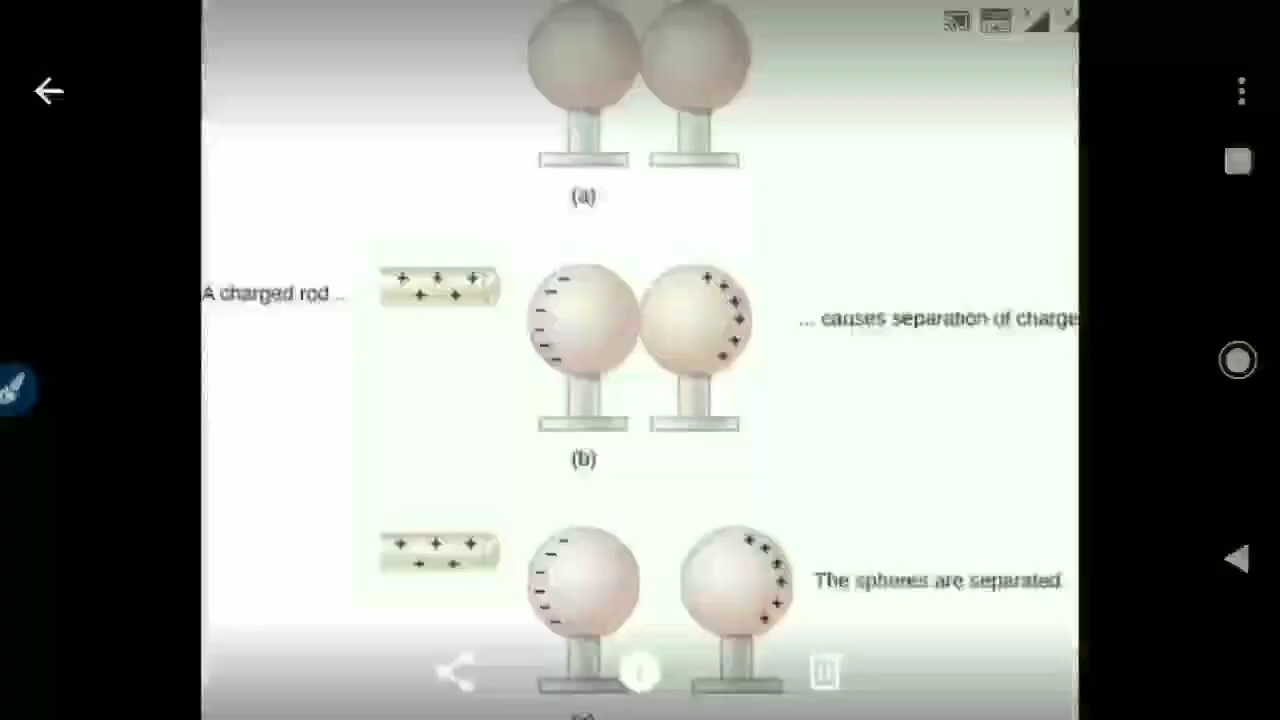 (a)
A charged rod ...
... causes separation of charge
(b)
The spheres are separated